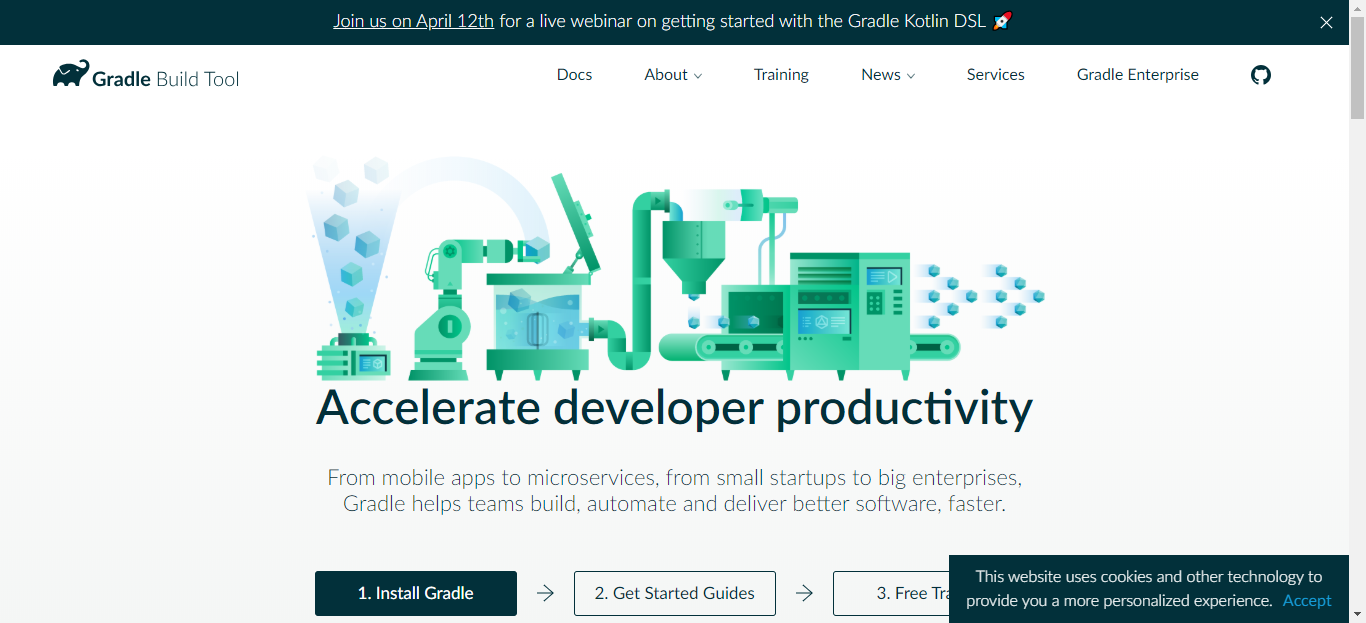 Join us on April 12th for a live webinar on getting started with the Gradle Kotlin DSL 🚀
Gradle Build Tool
Docs
About
Training
News
Services
Gradle Enterprise
Accelerate developer productivity
From mobile apps to microservices, from small startups to big enterprises,
Gradle helps teams build, automate and deliver better software, faster.
1. Install Gradle
2. Get Started Guides
3. Free
This website uses cookies and other technology to
provide you a more personalized experience. Accept